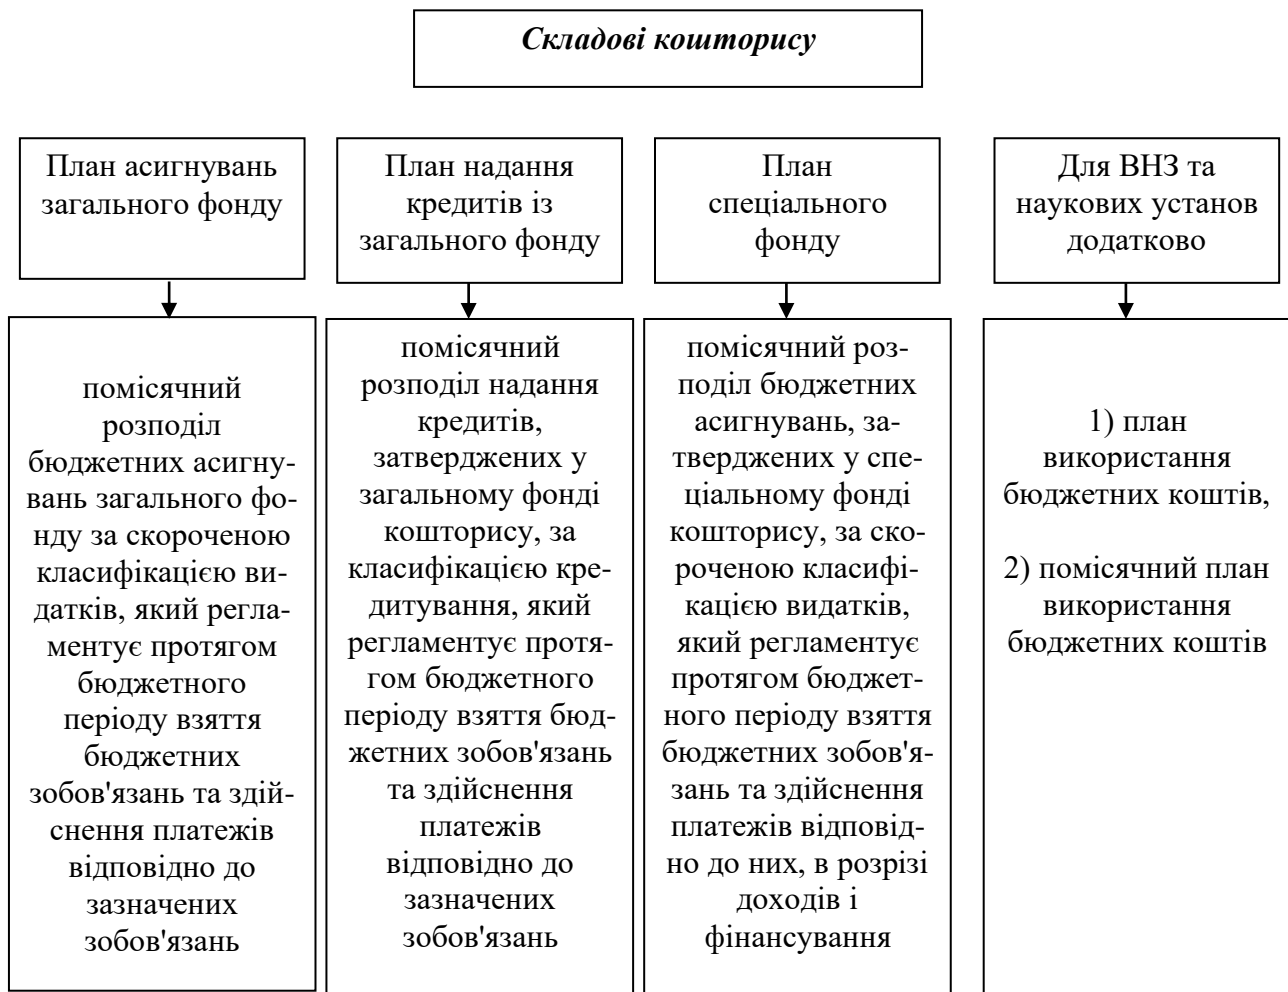 Складові кошторису
План асигнувань
загального фонду
План надання
кредитів із
загального фонду
План
спеціального
фонду
Для ВНЗ та
наукових установ
додатково
помісячний
розподіл
бюджетних асигну-
вань загального фо-
нду за скороченою
класифікацією ви-
датків, який регла-
ментує протягом
бюджетного
періоду взяття
бюджетних
зобов'язань та здій-
снення платежів
відповідно до
зазначених
зобов'язань
помісячний
розподіл надання
кредитів,
затверджених у
загальному фонді
кошторису, за
класифікацією кре-
дитування, який
регламентує протя-
гом бюджетного
періоду взяття бюд-
жетних зобов'язань
та здійснення
платежів
відповідно до
зазначених
зобов'язань
помісячний роз-
поділ бюджетних
асигнувань, за-
тверджених у спе-
ціальному фонді
кошторису, за ско-
роченою класифі-
кацією видатків,
який регламентує
протягом бюджет-
ного періоду взяття
бюджетних зобов'я-
зань та здійснення
платежів відповід-
но до них, в розрізі
доходів і
фінансування
1) план
використання
бюджетних коштів,
2) помісячний план
використання
бюджетних коштів